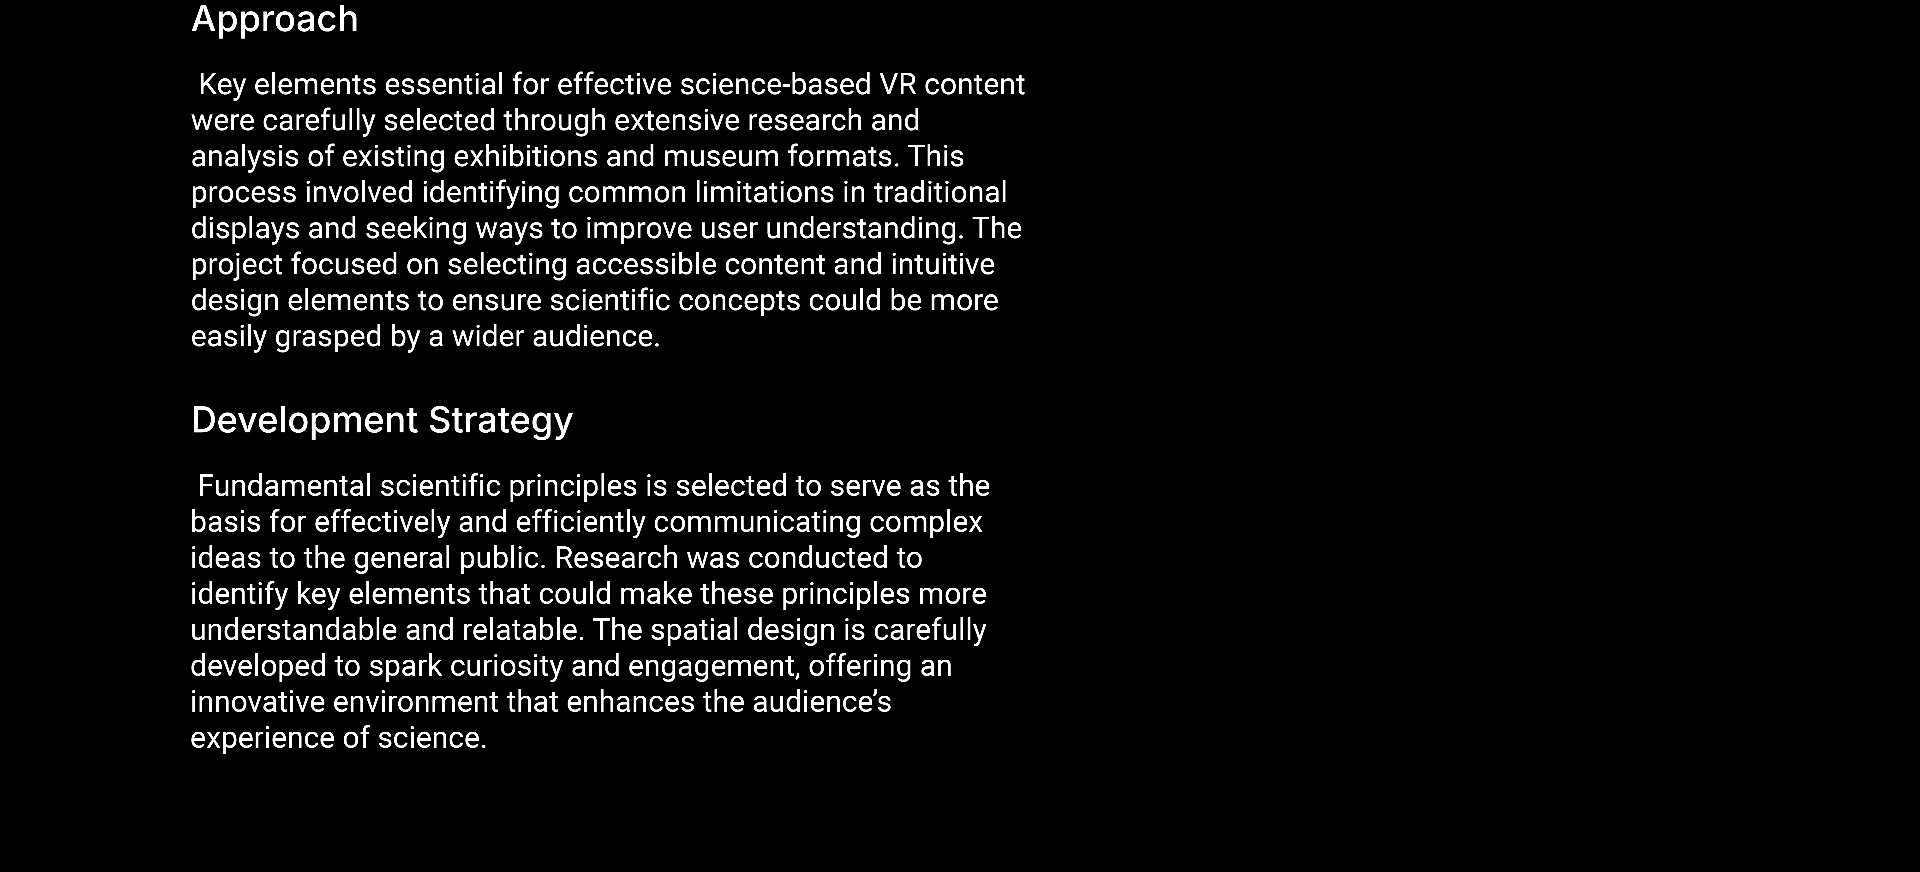 Approach
Key elements essential for effective science-based VR content
were carefully selected through extensive research and
analysis of existing exhibitions and museum formats. This
process involved identifying common limitations in traditional
displays and seeking ways to improve user understanding. The
project focused on selecting accessible content and intuitive
design elements to ensure scientific concepts could be more
easily grasped by a wider audience.
Development Strategy
Fundamental scientific principles is selected to serve as the
basis for effectively and efficiently communicating complex
ideas to the general public. Research was conducted to
identify key elements that could make these principles more
understandable and relatable. The spatial design is carefully
developed to spark curiosity and engagement, offering an
innovative environment that enhances the audience’s
experience of science.